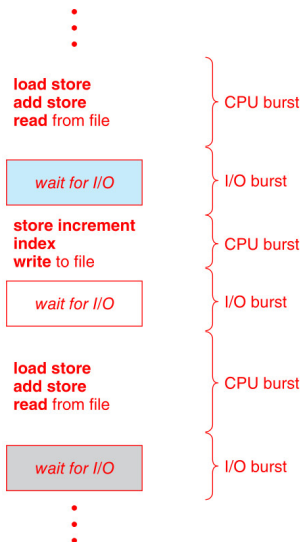 load store
add store
read from file
CPU burst
wait for I/O
I/O burst
store increment
index
write to file
CPU burst
wait for I/O
I/O burst
load store
add store
read from file
CPU burst
wait for I/O
I/O burst